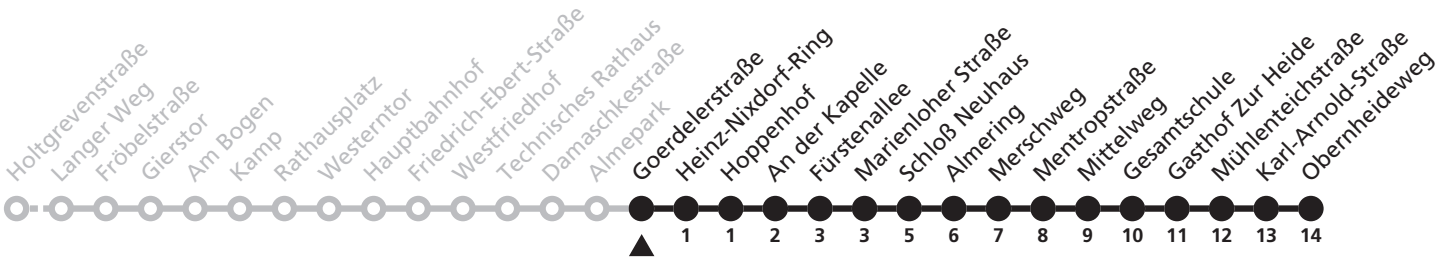 Holtgrevenstraße
Langer Weg
Fröbelstraße
Gierstor
Am Bogen
Kamp
Rathausplatz
Westerntor
Hauptbahnhof
Friedrich-Ebert-Straße
Westfriedhof
Technisches Rathaus
Damaschkestraße
Almepark
Goerdelerstraße
Heinz-Nixdorf-Ring
Hoppenhof
An der Kapelle
Fürstenallee
Marienloher Straße
Schloß Neuhaus
Almering
Merschweg
Mentropstraße
Mittelweg
Gesamtschule
Gasthof Zur Heide
Mühlenteichstraße
Karl-Arnold-Straße
Obernheideweg
1 1 2 3 3 5 6 7 8 9 10 11 12 13 14